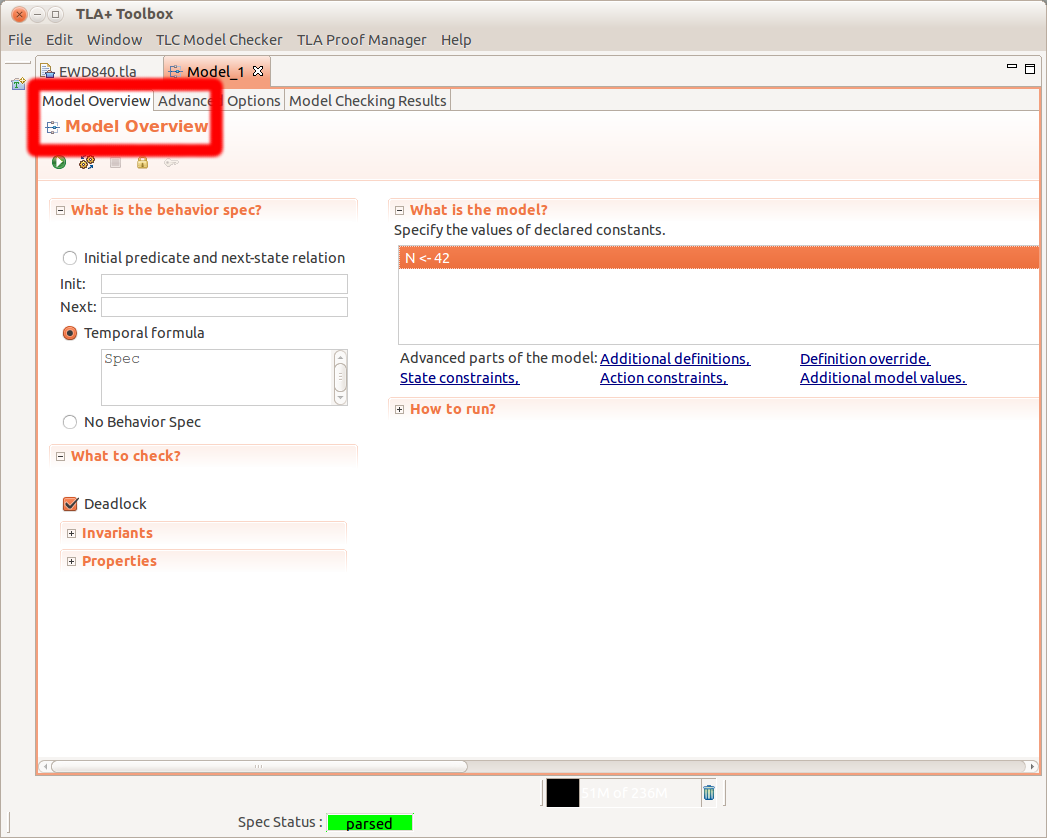 TLA+ Toolbox
File Edit Window TLC Model Checker TLA Proof Manager Help
EWD840.tla Model_1
Model Overview Advanced Options Model Checking Results
Model Overview
What is the behavior spec?
Initial predicate and next-state relation
Init:
Next:
Temporal formula
Spec
No Behavior Spec
What to check?
Deadlock
Invariants
Properties
What is the model?
Specify the values of declared constants.
N <- 42
Advanced parts of the model: Additional definitions, Definition override,
State constraints, Action constraints, Additional model values.
How to run?
61M of 236M
Spec Status : parsed